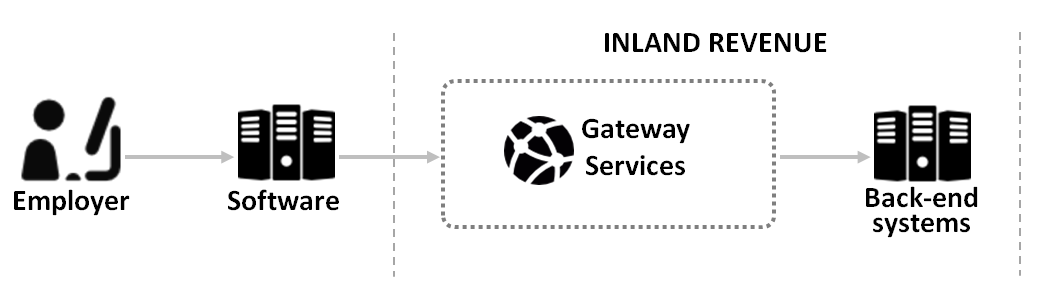 INLAND REVENUE
Employer
Software
Gateway
Services
Back-end
systems